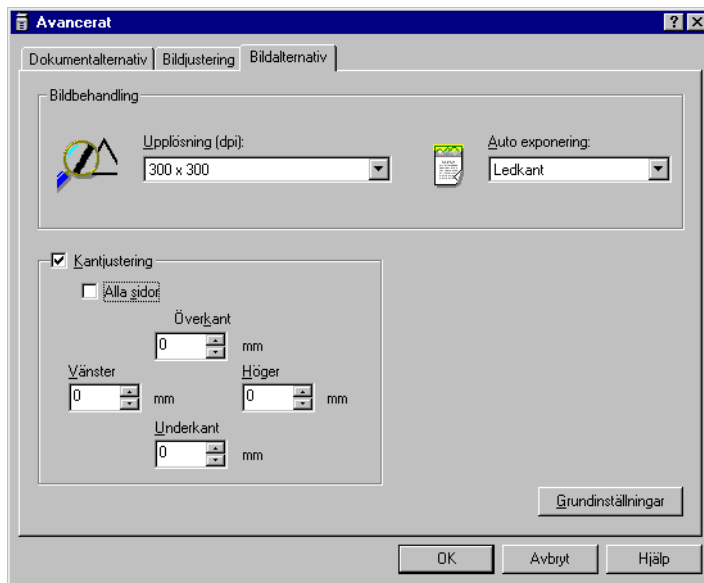 Avancerat
Dokumentalternativ Bildjustering Bildalternativ
Bildbehandling
Upplösning (dpi): Auto exponering:
300 x 300 Ledkant
Kantjustering
Alla sidor
Överkant
0 mm
Vänster Höger
0 mm 0 mm
Underkant
0 mm
Grundinställningar
OK Avbryt Hjälp